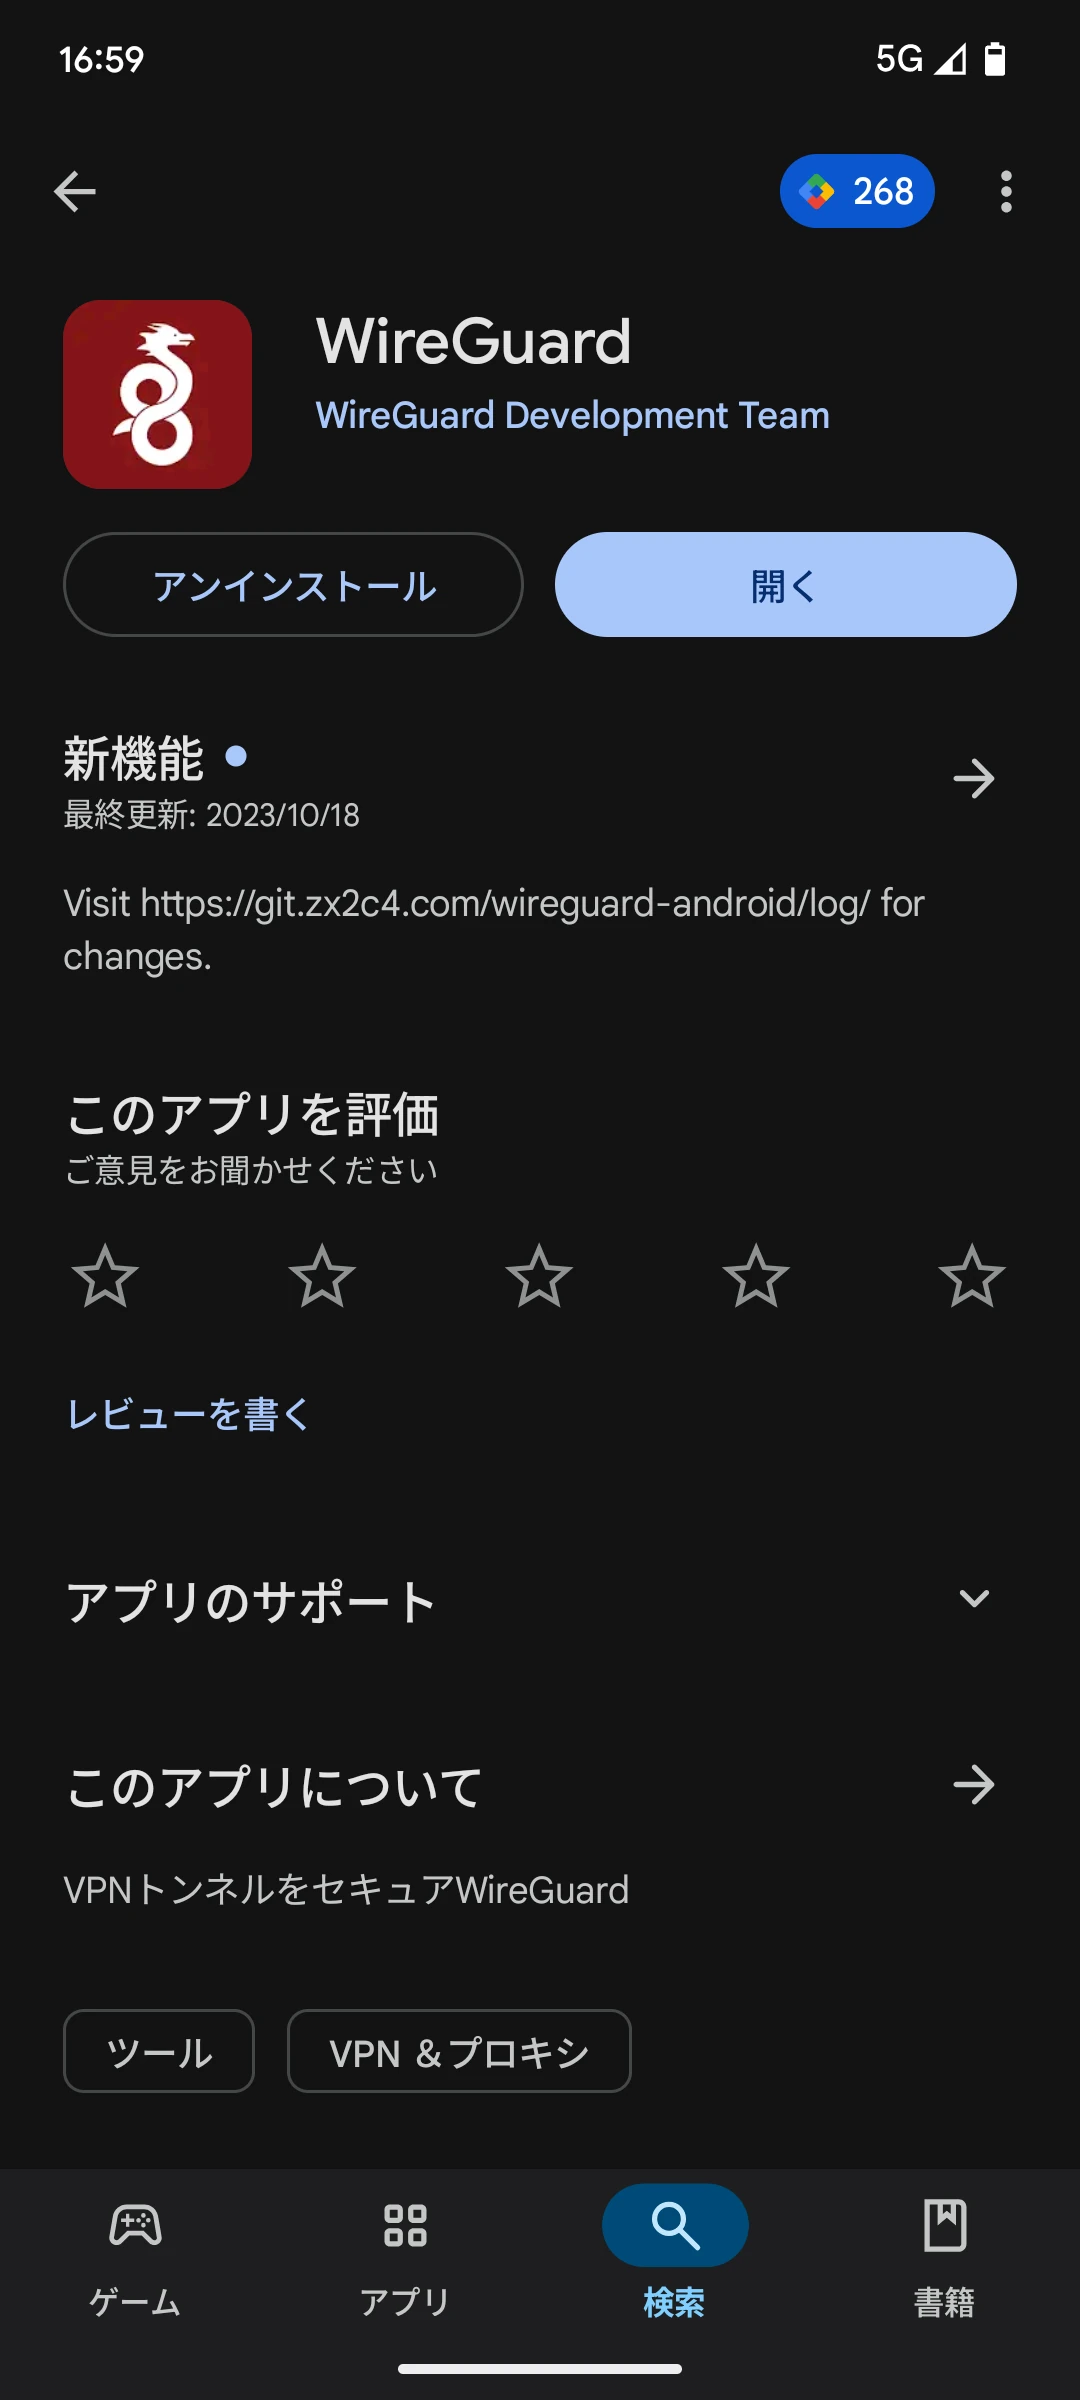 16:59
5G
268
WireGuard
WireGuard Development Team
アンインストール
開く
新機能
最終更新: 2023/10/18
Visit https://git.zx2c4.com/wireguard-android/log/ for
changes.
このアプリを評価
ご意見をお聞かせください
レビューを書く
アプリのサポート
このアプリについて
VPNトンネルをセキュアWireGuard
ツール
VPN ＆プロキシ
ゲーム
アプリ
検索
書籍